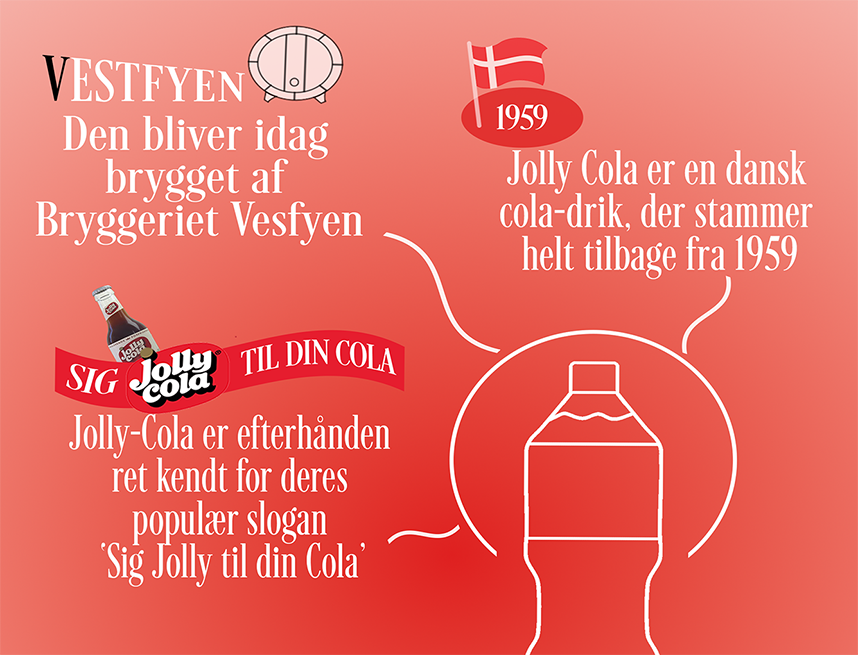 VESTFYEN
Den bliver idag
brygget af
Bryggeriet Vesfyen
1959
Jolly Cola er en dansk
cola-drik, der stammer
helt tilbage fra 1959
Jolly
Cola
SIG Jolly Cola® TIL DIN COLA
Jolly-Cola er efterhånden
ret kendt for deres
populær slogan
'Sig Jolly til din Cola'